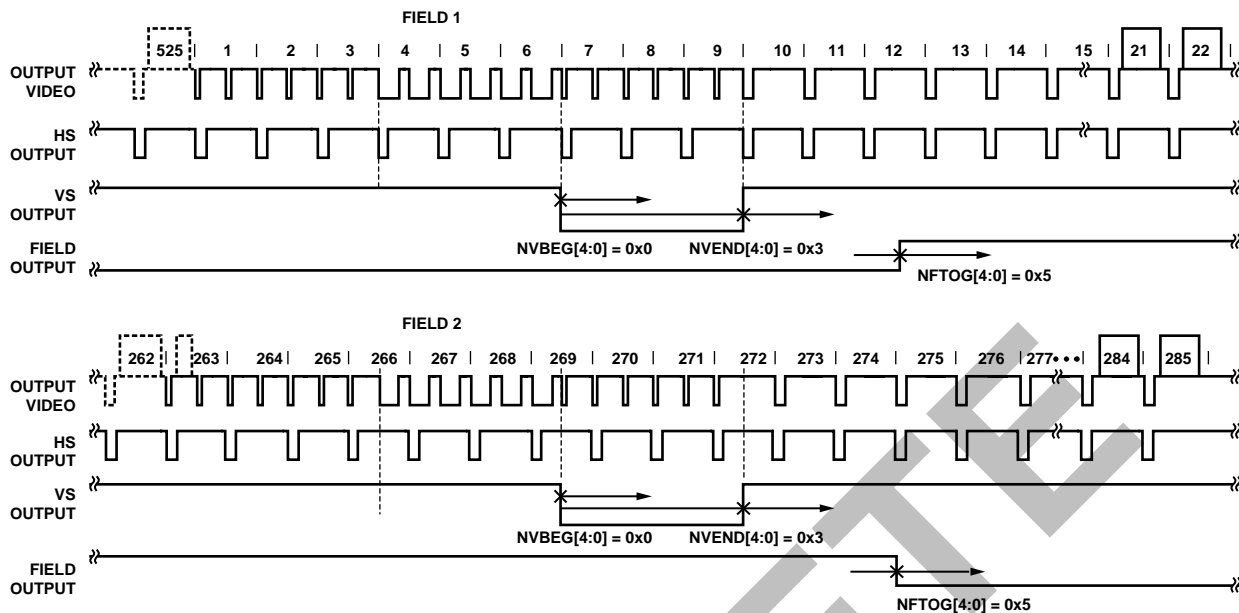 FIELD 1
525 1 2 3 4 5 6 7 8 9 10 11 12 13 14 15 21 22
OUTPUT
VIDEO
HS
OUTPUT
VS
OUTPUT
NVBEG[4:0] = 0x0 NVEND[4:0] = 0x3
FIELD
OUTPUT
NFTOG[4:0] = 0x5
FIELD 2
262 263 264 265 266 267 268 269 270 271 272 273 274 275 276 277 284 285
OUTPUT
VIDEO
HS
OUTPUT
VS
OUTPUT
NVBEG[4:0] = 0x0 NVEND[4:0] = 0x3
FIELD
OUTPUT
NFTOG[4:0] = 0x5